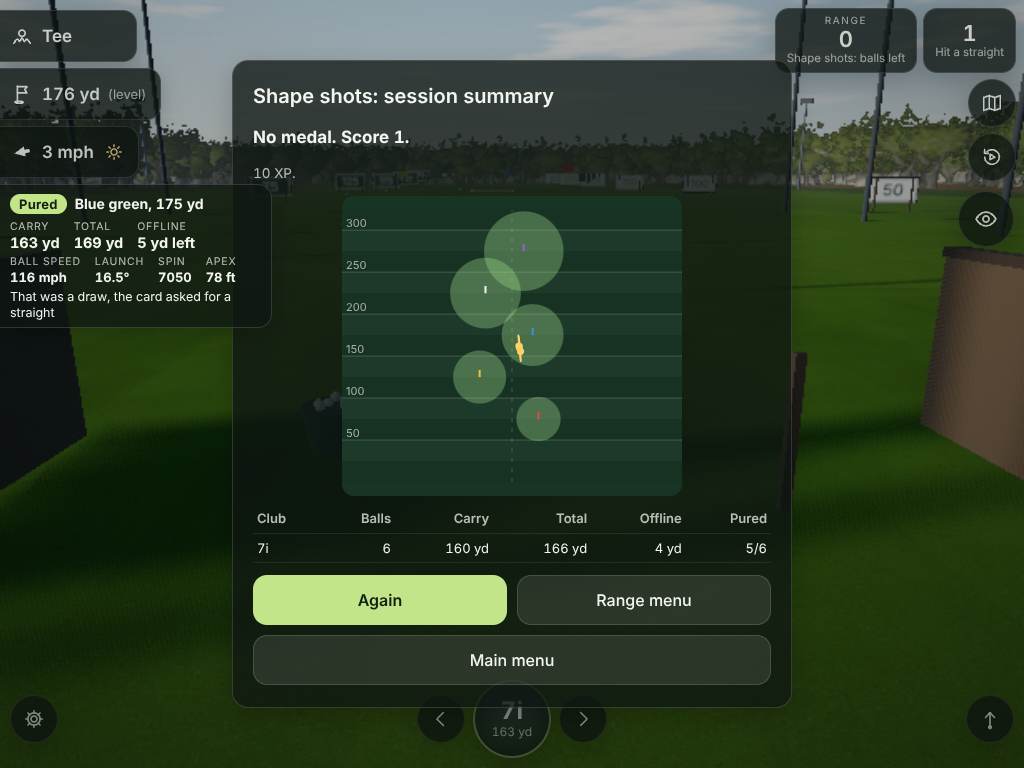 Tee
176 yd (level)
3 mph
RANGE
0
Shape shots: balls left
1
Hit a straight
Pured Blue green, 175 yd
CARRY TOTAL OFFLINE
163 yd 169 yd 5 yd left
BALL SPEED LAUNCH SPIN APEX
116 mph 16.5° 7050 78 ft
That was a draw, the card asked for a
straight
Shape shots: session summary
No medal. Score 1.
10 XP.
300
250
200
150
100
50
Club Balls Carry Total Offline Pured
7i 6 160 yd 166 yd 4 yd 5/6
Again
Range menu
Main menu
7i
163 yd
50